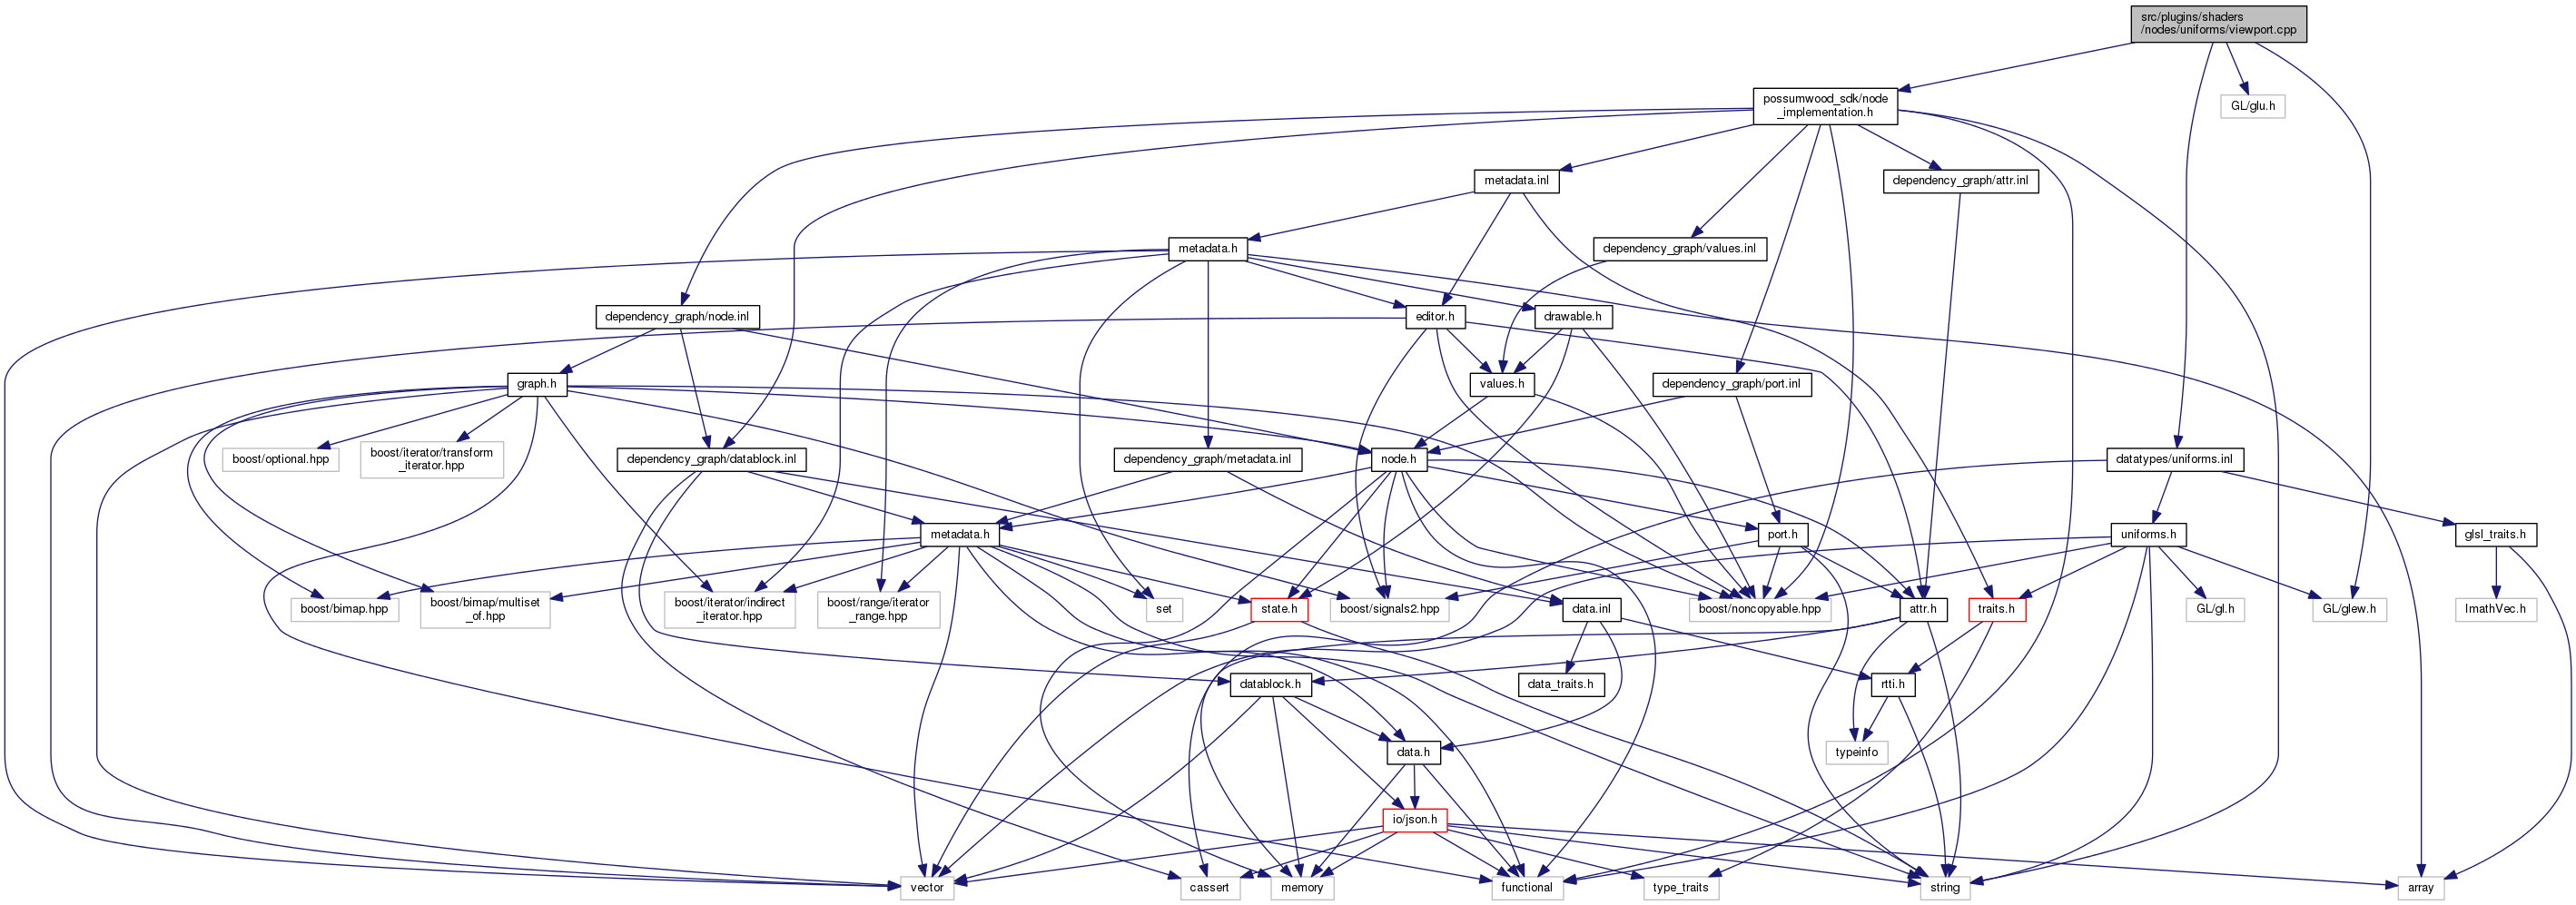 src/plugins/shaders
/nodes/uniforms/viewport.cpp
possumwood_sdk/node
_implementation.h
GL/glu.h
metadata.inl
dependency_graph/attr.inl
metadata.h
dependency_graph/values.inl
dependency_graph/node.inl
editor.h
drawable.h
graph.h
values.h
dependency_graph/port.inl
boost/optional.hpp
boost/iterator/transform
_iterator.hpp
dependency_graph/datablock.inl
dependency_graph/metadata.inl
node.h
datatypes/uniforms.inl
metadata.h
port.h
uniforms.h
glsl_traits.h
boost/bimap.hpp
boost/bimap/multiset
_of.hpp
boost/iterator/indirect
_iterator.hpp
boost/range/iterator
_range.hpp
set
state.h
boost/signals2.hpp
data.inl
boost/noncopyable.hpp
attr.h
traits.h
GL/gl.h
GL/glew.h
ImathVec.h
datablock.h
data_traits.h
rtti.h
data.h
typeinfo
io/json.h
vector
cassert
memory
functional
type_traits
string
array